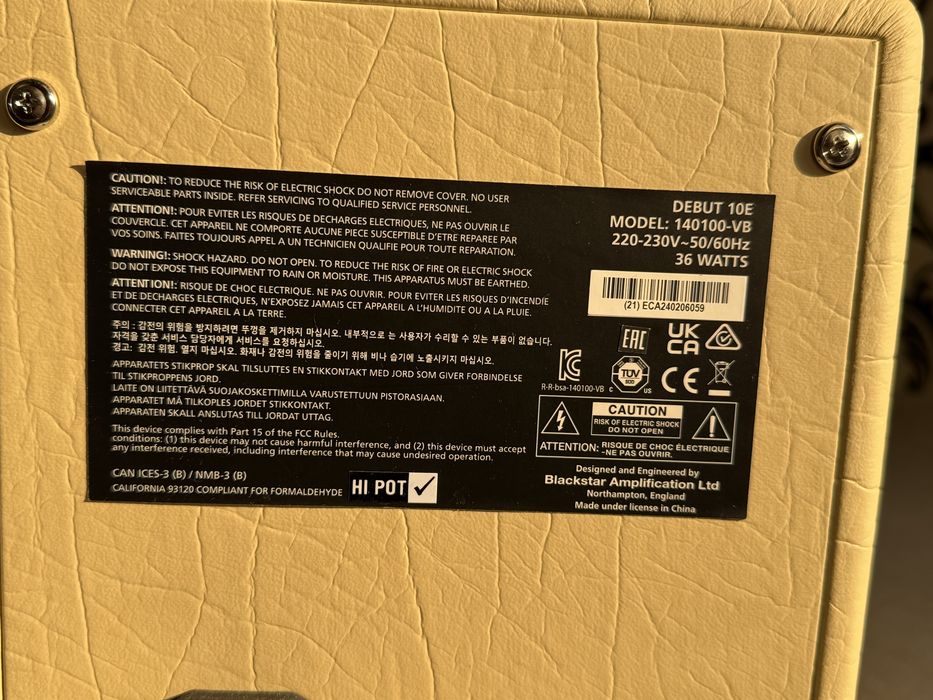 CAUTION!: TO REDUCE THE RISK OF ELECTRIC SHOCK DO NOT REMOVE COVER. NO USER
SERVICEABLE PARTS INSIDE. REFER SERVICING TO QUALIFIED SERVICE PERSONNEL.
ATTENTION!: POUR EVITER LES RISQUES DE DECHARGES ELECTRIQUES, NE PAS OUVRIR LE
COUVERCLE. CET APPAREIL NE COMPORTE AUCUNE PIECE SUSCEPTIBLE D'ETRE REPAREE PAR
VOS SOINS. FAITES TOUJOURS APPEL A UN TECHNICIEN QUALIFIE POUR TOUTE REPARATION.
WARNING!: SHOCK HAZARD. DO NOT OPEN. TO REDUCE THE RISK OF FIRE OR ELECTRIC SHOCK
DO NOT EXPOSE THIS EQUIPMENT TO RAIN OR MOISTURE. THIS APPARATUS MUST BE EARTHED.
ATTENTION!: RISQUE DE CHOC ELECTRIQUE. NE PAS OUVRIR. POUR EVITER LES RISQUES D'INCENDIE
ET DE DECHARGES ELECTRIQUES, N'EXPOSEZ JAMAIS CET APPAREIL A L'HUMIDITE OU A LA PLUIE.
CONNECTER CET APPAREIL A LA TERRE.
주의 : 감전의 위험을 방지하려면 뚜껑을 제거하지 마십시오. 내부적으로 는 사용자가 수리할 수 있는 부품이 없습니다.
자격을 갖춘 서비스 담당자에게 서비스를 요청하십시오.
경고: 감전 위험. 열지 마십시오. 화재나 감전의 위험을 줄이기 위해 비나 습기에 노출시키지 마십시오.
APPARATETS STIKPROP SKAL TILSLUTTES EN STIKKONTAKT MED JORD SOM GIVER FORBINDELSE
TIL STIKPROPPENS JORD.
LAITE ON LIITETTÄVÄ SUOJAKOSKETTIMILLA VARUSTETTUUN PISTORASIAAN.
APPARATET MÅ TILKOPLES JORDET STIKKONTAKT.
APPARATEN SKALL ANSLUTAS TILL JORDAT UTTAG.
This device complies with Part 15 of the FCC Rules.
conditions: (1) this device may not cause harmful interference, and (2) this device must accept
any interference received, including interference that may cause undesired operation.
CAN ICES-3 (B) / NMB-3 (B)
CALIFORNIA 93120 COMPLIANT FOR FORMALDEHYDE
HI POT
DEBUT 10E
MODEL: 140100-VB
220-230V~50/60Hz
36 WATTS
(21) ECA240206059
EAC
UK
CA
R-R-bsa-140100-VB
c TÜV SÜD us
CE
CAUTION
RISK OF ELECTRIC SHOCK
DO NOT OPEN
ATTENTION: RISQUE DE CHOC ÉLECTRIQUE
-NE PAS OUVRIR.
Designed and Engineered by
Blackstar Amplification Ltd
Northampton, England
Made under license in China